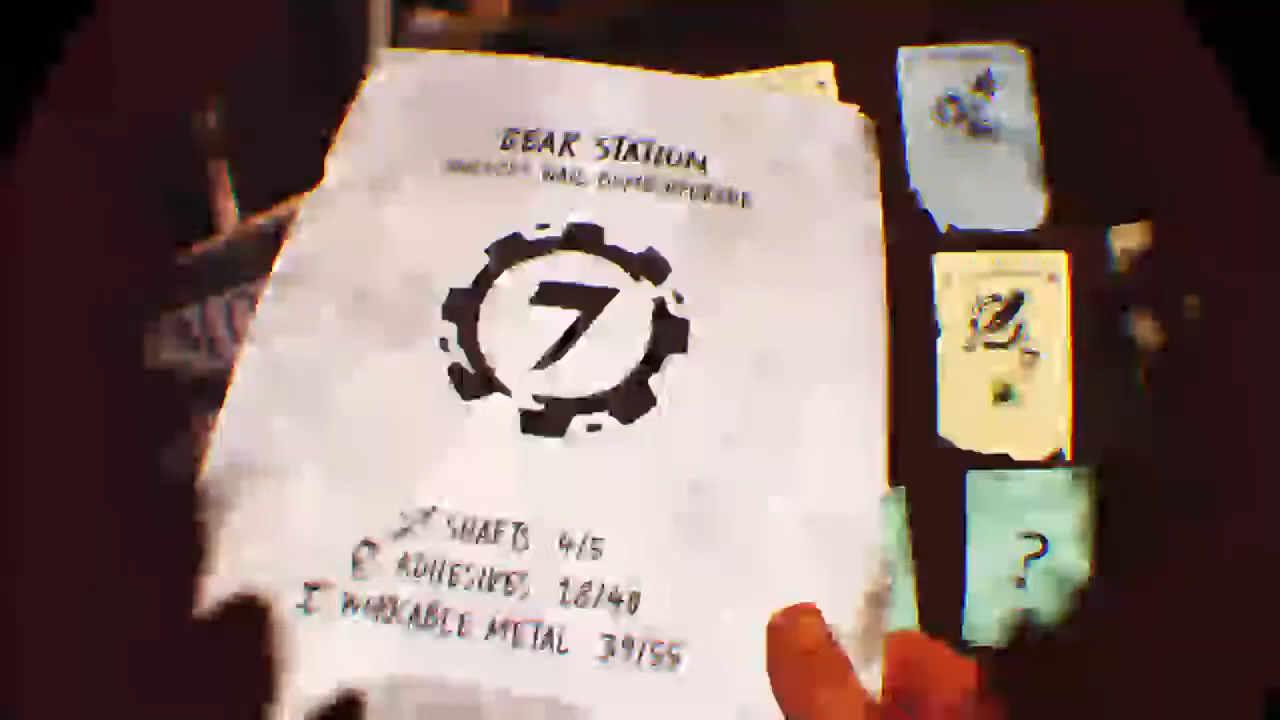 GEAR STATION
7
SHAFTS 4/5
ADHESIVES 18/40
WORKABLE METAL 39/55
?